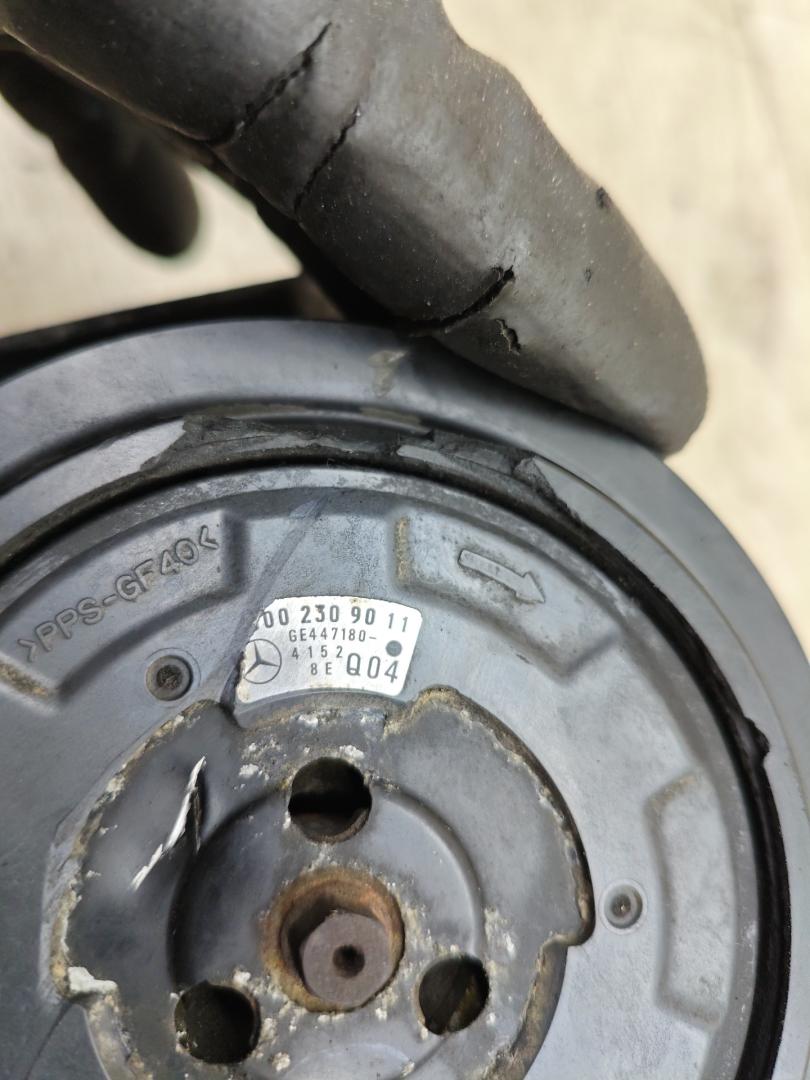 >PPS-GF40<
00 230 90 11
GE447180-
4152
8E Q04